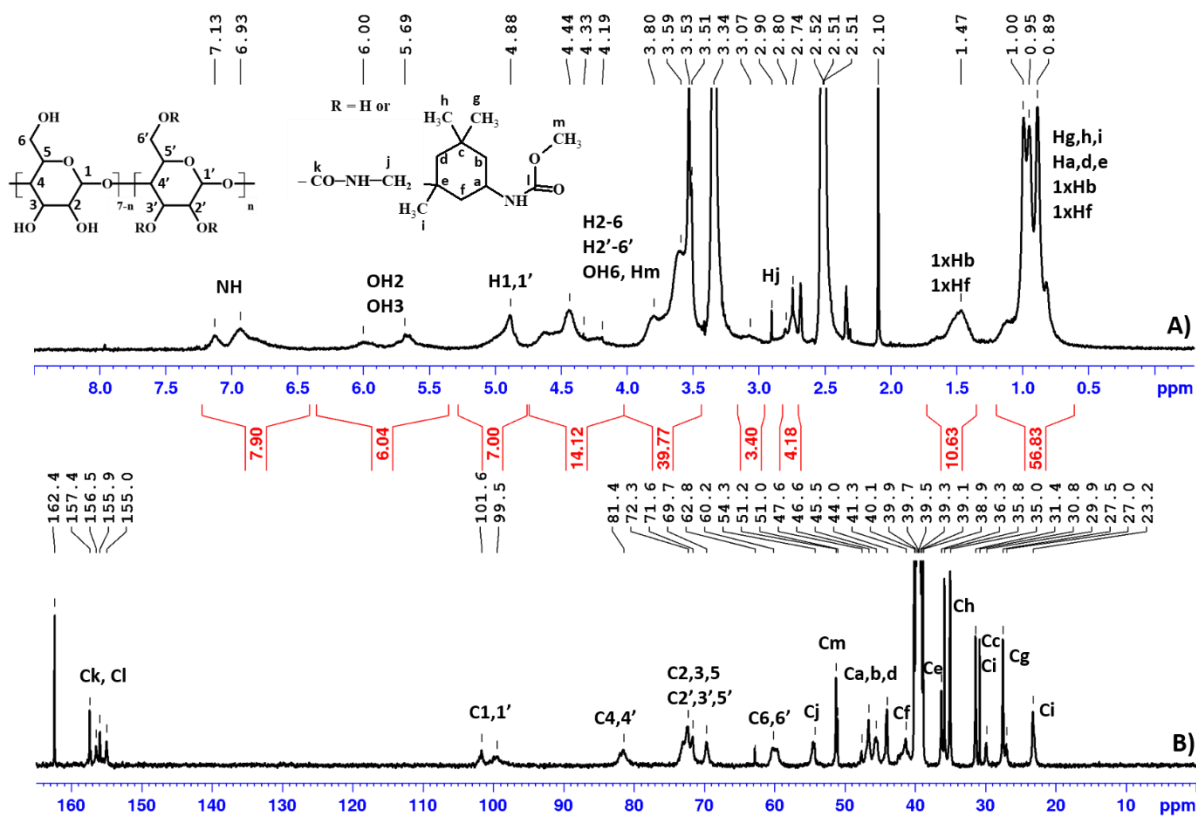 7.13 6.93 6.00 5.69 4.88 4.44 4.33 4.19 3.80 3.59 3.53 3.51 3.34 3.07 2.90 2.80 2.74 2.52 2.51 2.51 2.10 1.47 1.00 0.95 0.89
R = H or
OH
6
5
O
4
1
3
2
HO
OH
O
7-n
OR
6'
5'
O
4'
1'
3'
2'
RO
OR
O
n
k
– CO–NH–CH2
j
h
H3C
g
CH3
c
d
b
e
a
f
H3C
i
NH
l
O
O
m
CH3
NH
OH2
OH3
H1,1'
H2-6
H2'-6'
OH6, Hm
Hj
1xHb
1xHf
Hg,h,i
Ha,d,e
1xHb
1xHf
A)
8.0 7.5 7.0 6.5 6.0 5.5 5.0 4.5 4.0 3.5 3.0 2.5 2.0 1.5 1.0 0.5 ppm
7.90 6.04 7.00 14.12 39.77 3.40 4.18 10.63 56.83
162.4 157.4 156.5 155.9 155.0 101.6 99.5 81.4 72.3 71.6 69.7 62.8 60.2 54.3 51.2 51.0 47.6 46.6 45.5 44.0 41.3 40.1 39.9 39.7 39.5 39.3 39.1 38.9 36.3 35.8 35.0 31.4 30.8 29.9 27.5 27.0 23.2
Ck, Cl
C1,1'
C4,4'
C2,3,5
C2',3',5'
C6,6'
Cj
Cm
Ca,b,d
Cf
Ce
Ch
Cc
Ci
Cg
Ci
B)
160 150 140 130 120 110 100 90 80 70 60 50 40 30 20 10 ppm